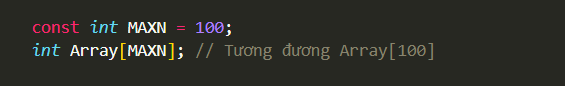 const int MAXN = 100;
int Array[MAXN]; // Tương đương Array[100]